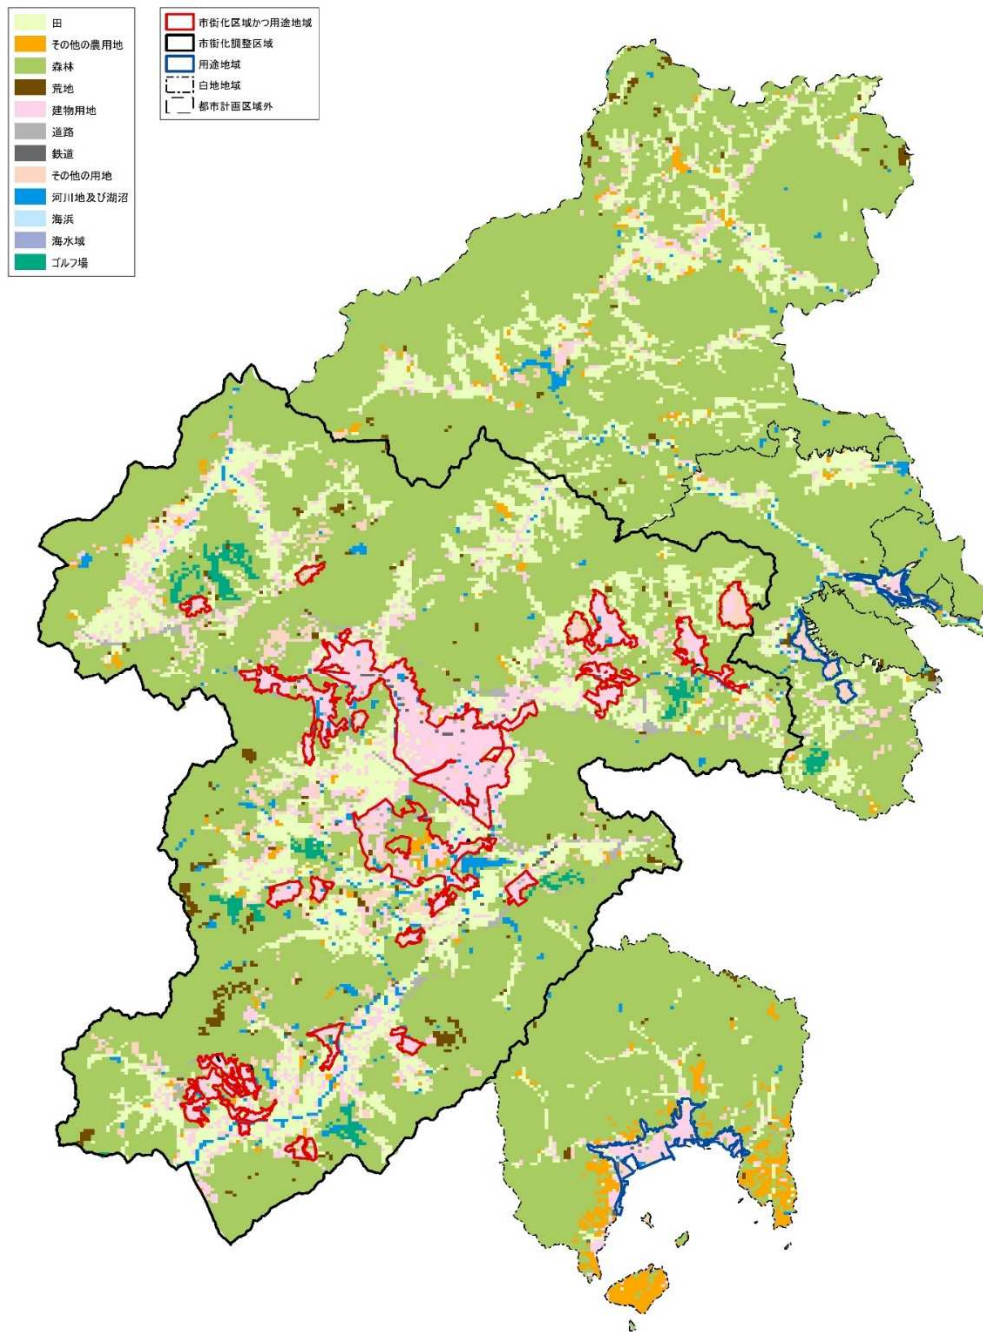 田
その他の農用地
森林
荒地
建物用地
道路
鉄道
その他の用地
河川地及び湖沼
海浜
海水域
ゴルフ場
市街化区域かつ用途地域
市街化調整区域
用途地域
白地地域
都市計画区域外